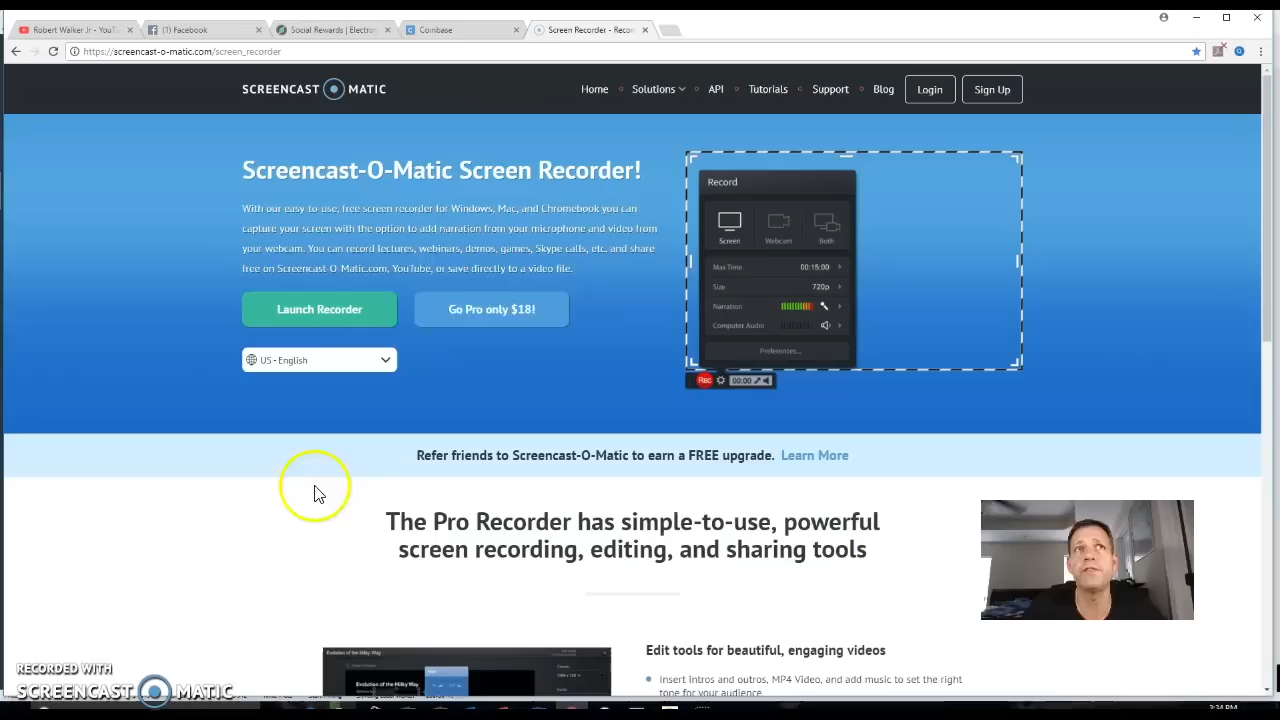 Robert Walker Jr - YouTu
(1) Facebook
Social Rewards | Electron
Coinbase
Screen Recorder - Reco
https://screencast-o-matic.com/screen_recorder
SCREENCAST MATIC
Home
Solutions
API
Tutorials
Support
Blog
Login
Sign Up
Screencast-O-Matic Screen Recorder!
With our easy-to-use, free screen recorder for Windows, Mac, and Chromebook you can
capture your screen with the option to add narration from your microphone and video from
your webcam. You can record lectures, webinars, demos, games, Skype calls, etc. and share
free on Screencast-O-Matic.com, YouTube, or save directly to a video file.
Launch Recorder
Go Pro only $18!
US - English
Record
Screen
Webcam
Both
Max Time 00:15:00
Size 720p
Narration
Computer Audio
Preferences...
Rec 00:00
Refer friends to Screencast-O-Matic to earn a FREE upgrade. Learn More
The Pro Recorder has simple-to-use, powerful
screen recording, editing, and sharing tools
Evolution of the Milky Way
Evolution of the Milky Way
Edit tools for beautiful, engaging videos
Insert intros and outros, MP4 Video, and add music to set the right
tone for your audience
RECORDED WITH
SCREENCAST MATIC
3:34 PM